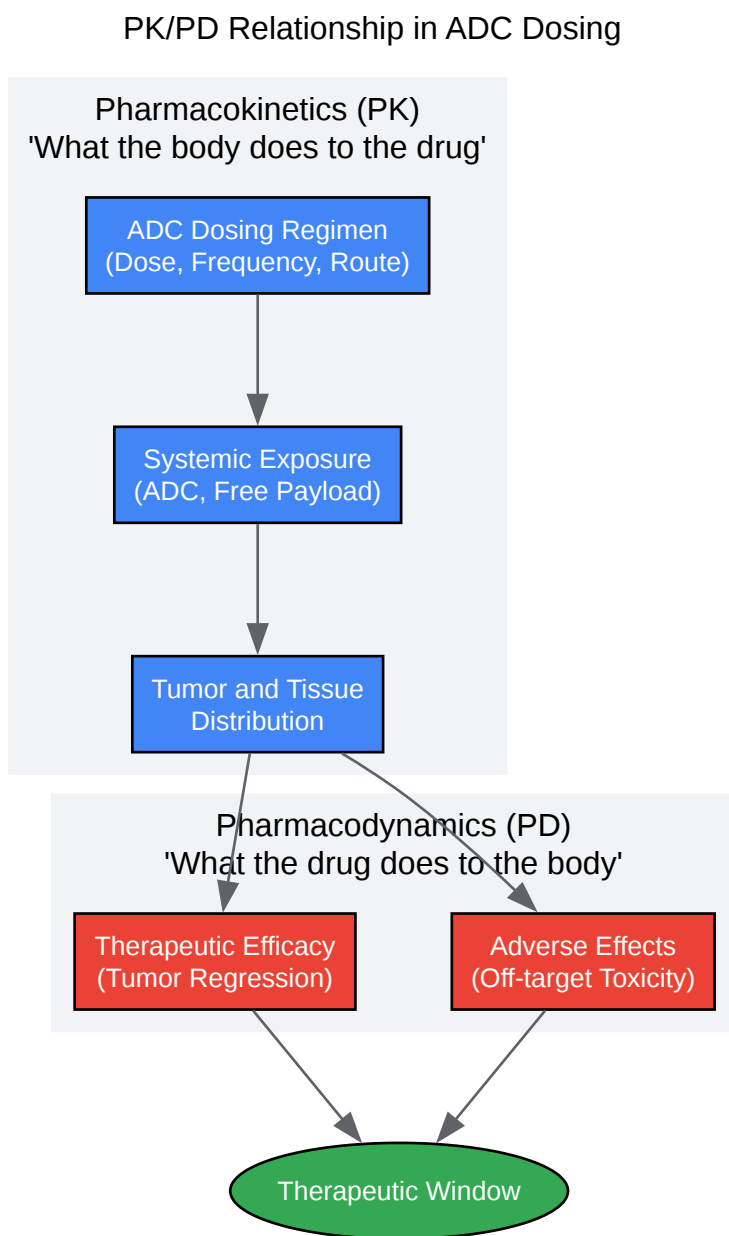 PK/PD Relationship in ADC Dosing
Pharmacokinetics (PK)
'What the body does to the drug'
ADC Dosing Regimen
(Dose, Frequency, Route)
Systemic Exposure
(ADC, Free Payload)
Tumor and Tissue
Distribution
Pharmacodynamics (PD)
'What the drug does to the body'
Therapeutic Efficacy
(Tumor Regression)
Adverse Effects
(Off-target Toxicity)
Therapeutic Window